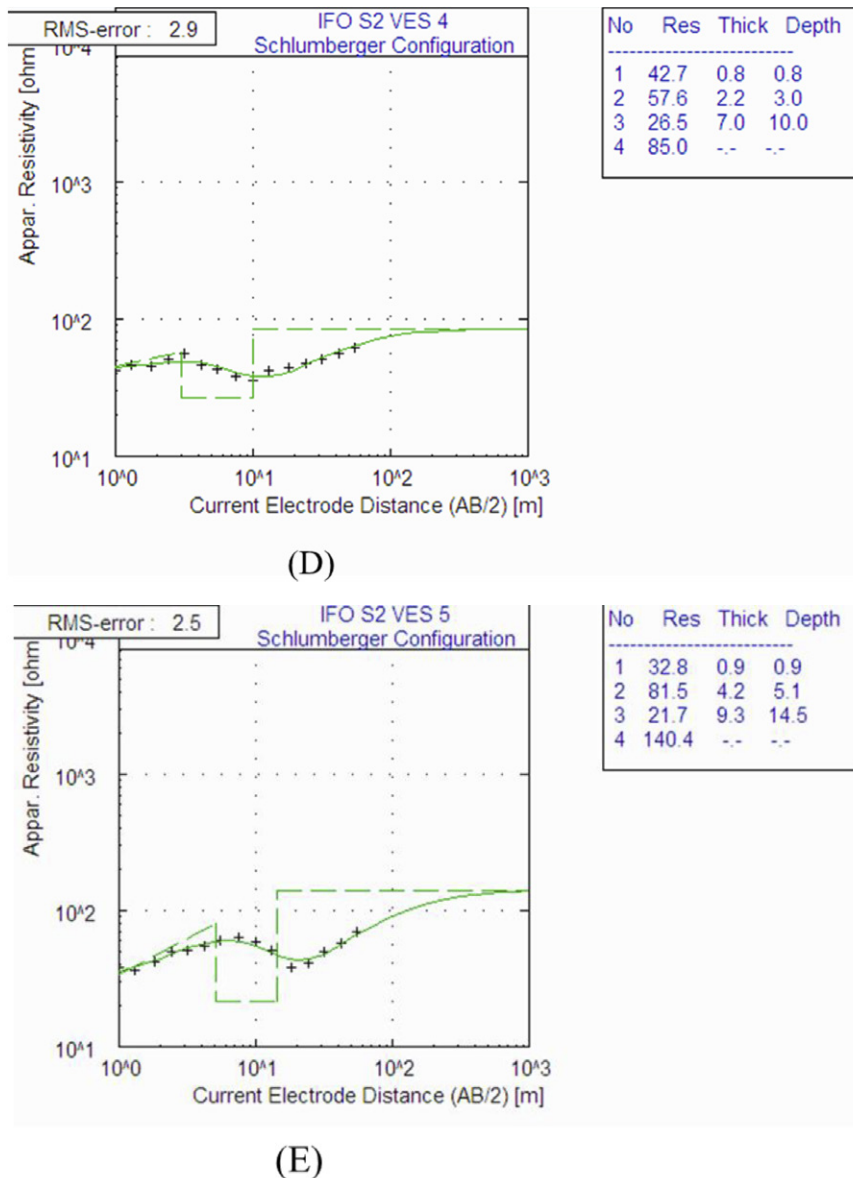 RMS-error : 2.9
IFO S2 VES 4
Schlumberger Configuration
No Res Thick Depth
------------------------
1 42.7 0.8 0.8
2 57.6 2.2 3.0
3 26.5 7.0 10.0
4 85.0 -.- -.-
Appar. Resistivity [ohm
10^4
10^3
10^2
10^1
10^0 10^1 10^2 10^3
Current Electrode Distance (AB/2) [m]
(D)
RMS-error : 2.5
IFO S2 VES 5
Schlumberger Configuration
No Res Thick Depth
------------------------
1 32.8 0.9 0.9
2 81.5 4.2 5.1
3 21.7 9.3 14.5
4 140.4 -.- -.-
Appar. Resistivity [ohm
10^4
10^3
10^2
10^1
10^0 10^1 10^2 10^3
Current Electrode Distance (AB/2) [m]
(E)